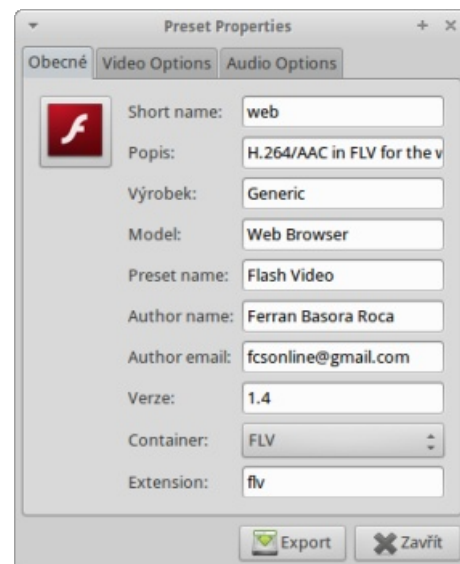 Preset Properties
Obecné Video Options Audio Options
Short name: web
Popis: H.264/AAC in FLV for the w
Výrobek: Generic
Model: Web Browser
Preset name: Flash Video
Author name: Ferran Basora Roca
Author email: fcsonline@gmail.com
Verze: 1.4
Container: FLV
Extension: flv
Export Zavřít